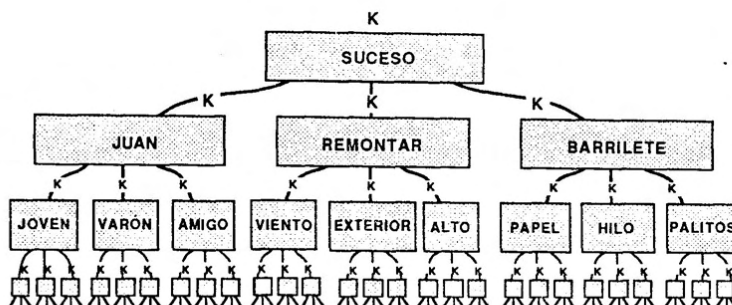 K
SUCESO
K K K
JUAN REMONTAR BARRILETE
K K K K K K K K K
JOVEN VARÓN AMIGO VIENTO EXTERIOR ALTO PAPEL HILO PALITOS
K K K K K K K K K K K K K K K K K K K K K K K K K K K